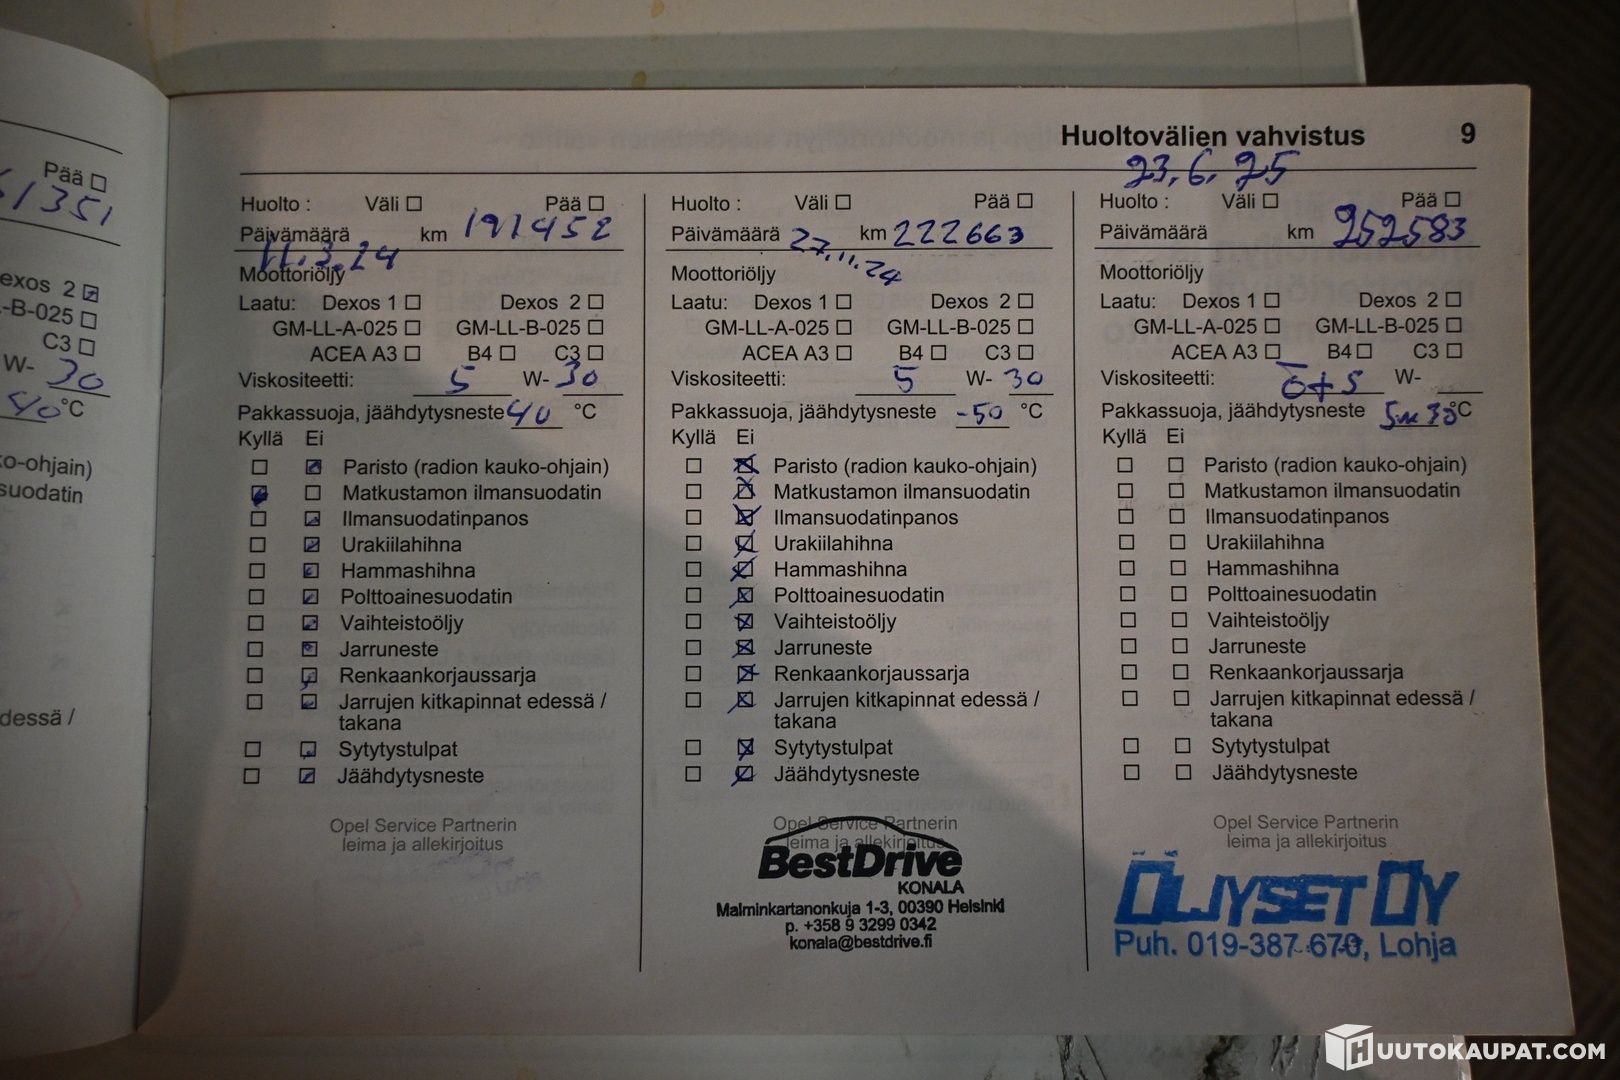 Pää ☐
61351
exos 2 ☑
-B-025 ☐
C3 ☐
W- 30
40 °C
o-ohjain)
suodatin
dessä /
Huoltovälien vahvistus 9
Huolto : Väli ☐ Pää ☐
Päivämäärä 11.3.24 km 191452
Moottoriöljy
Laatu: Dexos 1 ☐ Dexos 2 ☐
GM-LL-A-025 ☐ GM-LL-B-025 ☐
ACEA A3 ☐ B4 ☐ C3 ☐
Viskositeetti: 5 W- 30
Pakkassuoja, jäähdytysneste 40 °C
Kyllä Ei
☐ ☑ Paristo (radion kauko-ohjain)
☑ ☐ Matkustamon ilmansuodatin
☐ ☑ Ilmansuodatinpanos
☐ ☑ Urakiilahihna
☐ ☑ Hammashihna
☐ ☑ Polttoainesuodatin
☐ ☑ Vaihteistoöljy
☐ ☑ Jarruneste
☐ ☑ Renkaankorjaussarja
☐ ☑ Jarrujen kitkapinnat edessä /
takana
☐ ☑ Sytytystulpat
☐ ☑ Jäähdytysneste
Opel Service Partnerin
leima ja allekirjoitus
Huolto : Väli ☐ Pää ☐
Päivämäärä 27.11.24 km 222663
Moottoriöljy
Laatu: Dexos 1 ☐ Dexos 2 ☐
GM-LL-A-025 ☐ GM-LL-B-025 ☐
ACEA A3 ☐ B4 ☐ C3 ☐
Viskositeetti: 5 W- 30
Pakkassuoja, jäähdytysneste -50 °C
Kyllä Ei
☐ ☒ Paristo (radion kauko-ohjain)
☐ ☒ Matkustamon ilmansuodatin
☐ ☒ Ilmansuodatinpanos
☐ ☒ Urakiilahihna
☐ ☒ Hammashihna
☐ ☒ Polttoainesuodatin
☐ ☒ Vaihteistoöljy
☐ ☒ Jarruneste
☐ ☒ Renkaankorjaussarja
☐ ☒ Jarrujen kitkapinnat edessä /
takana
☐ ☒ Sytytystulpat
☐ ☒ Jäähdytysneste
Opel Service Partnerin
leima ja allekirjoitus
BestDrive
KONALA
Malminkartanonkuja 1-3, 00390 Helsinki
p. +358 9 3299 0342
konala@bestdrive.fi
23.6.25
Huolto : Väli ☐ Pää ☐
Päivämäärä km 252583
Moottoriöljy
Laatu: Dexos 1 ☐ Dexos 2 ☐
GM-LL-A-025 ☐ GM-LL-B-025 ☐
ACEA A3 ☐ B4 ☐ C3 ☐
Viskositeetti: ö+s W-
Pakkassuoja, jäähdytysneste 5w30 °C
Kyllä Ei
☐ ☐ Paristo (radion kauko-ohjain)
☐ ☐ Matkustamon ilmansuodatin
☐ ☐ Ilmansuodatinpanos
☐ ☐ Urakiilahihna
☐ ☐ Hammashihna
☐ ☐ Polttoainesuodatin
☐ ☐ Vaihteistoöljy
☐ ☐ Jarruneste
☐ ☐ Renkaankorjaussarja
☐ ☐ Jarrujen kitkapinnat edessä /
takana
☐ ☐ Sytytystulpat
☐ ☐ Jäähdytysneste
Opel Service Partnerin
leima ja allekirjoitus
ÖLJYSET OY
Puh. 019-387 670, Lohja
HUUTOKAUPAT.COM